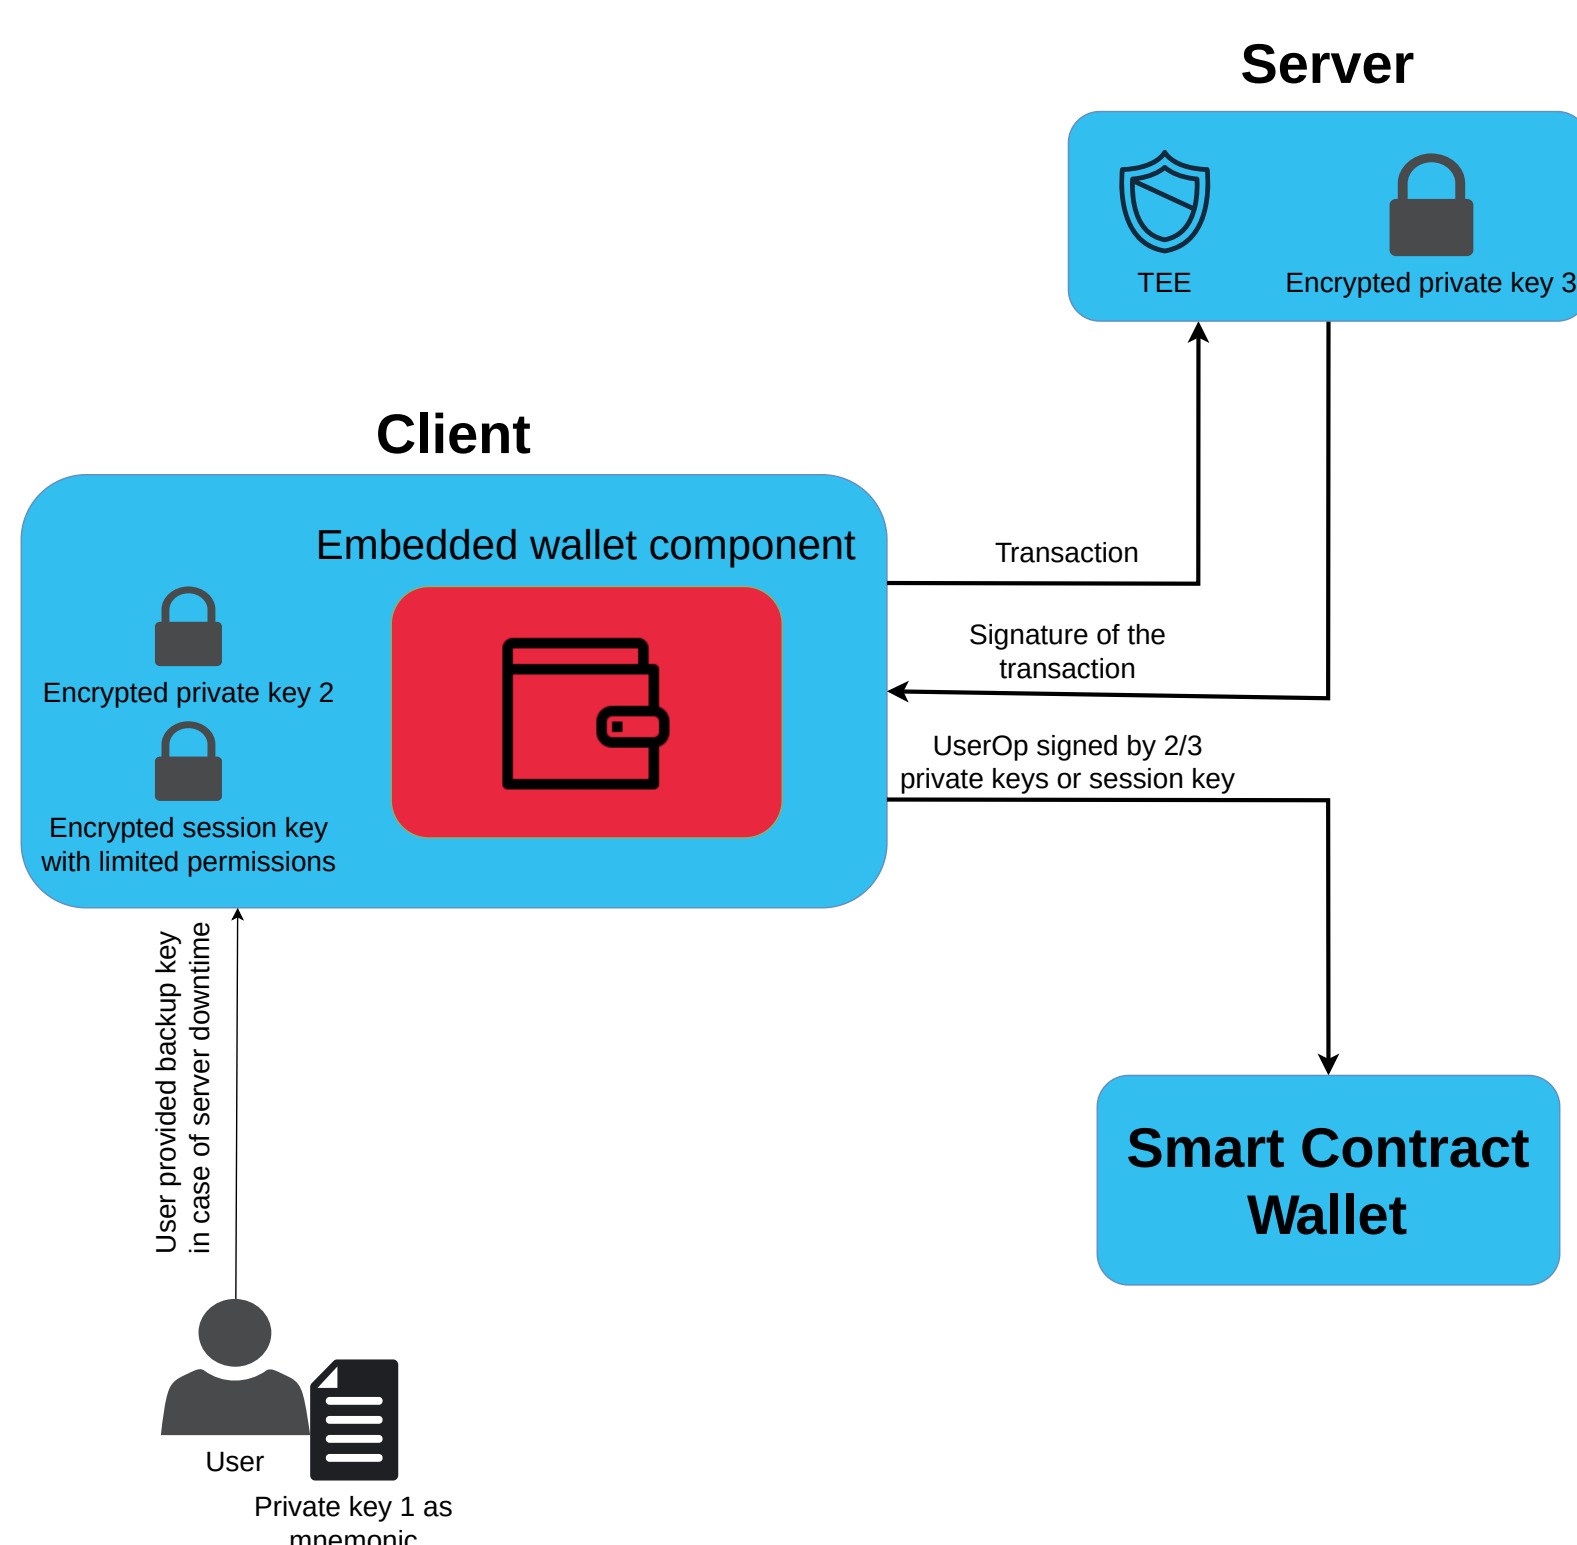 Server
TEE
Encrypted private key 3
Client
Embedded wallet component
Encrypted private key 2
Encrypted session key
with limited permissions
Transaction
Signature of the
transaction
UserOp signed by 2/3
private keys or session key
User provided backup key
in case of server downtime
Smart Contract
Wallet
User
Private key 1 as
mnemonic